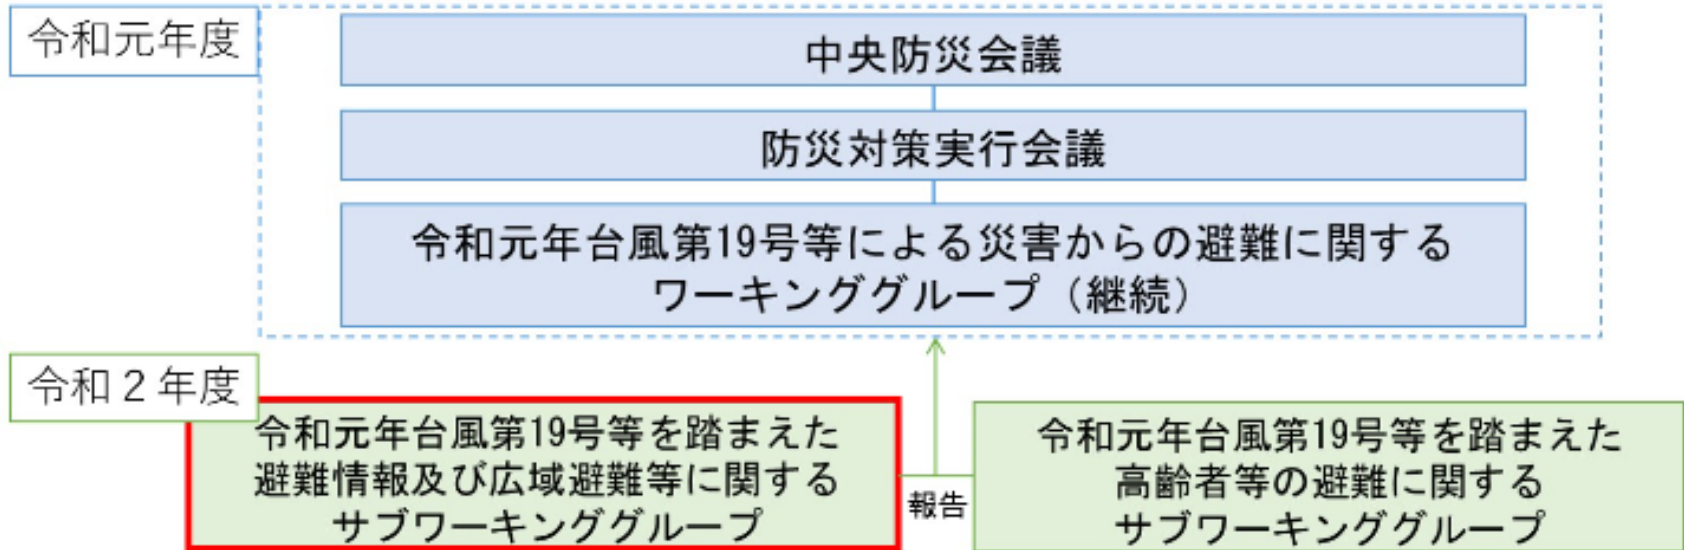 令和元年度
中央防災会議
防災対策実行会議
令和元年台風第19号等による災害からの避難に関する
ワーキンググループ（継続）
令和２年度
令和元年台風第19号等を踏まえた
避難情報及び広域避難等に関する
サブワーキンググループ
報告
令和元年台風第19号等を踏まえた
高齢者等の避難に関する
サブワーキンググループ